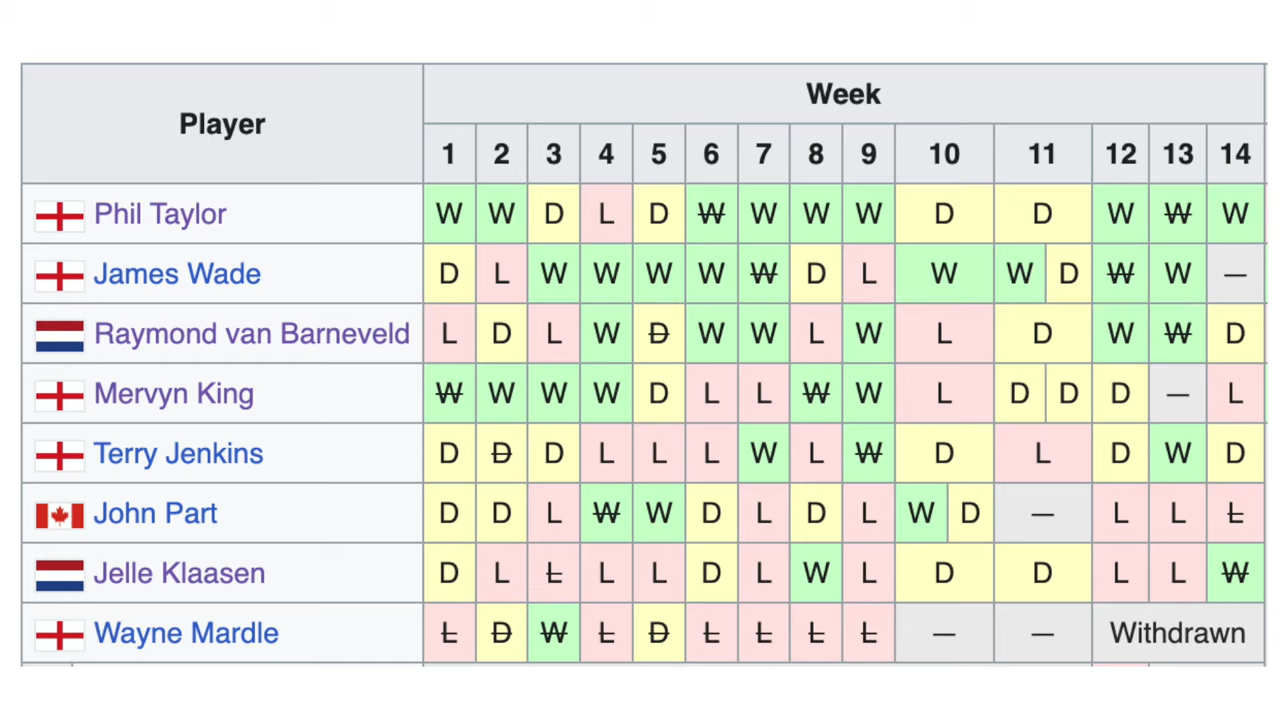 Player Week
1 2 3 4 5 6 7 8 9 10 11 12 13 14
Phil Taylor W W D L D W W W W D D W W W
James Wade D L W W W W W D L W W D W W —
Raymond van Barneveld L D L W D W W L W L D W W D
Mervyn King W W W W D L L W W L D D D — L
Terry Jenkins D D D L L L W L W D L D W D
John Part D D L W W D L D L W D — L L L
Jelle Klaasen D L L L L D L W L D D L L W
Wayne Mardle L D W L D L L L L — — Withdrawn